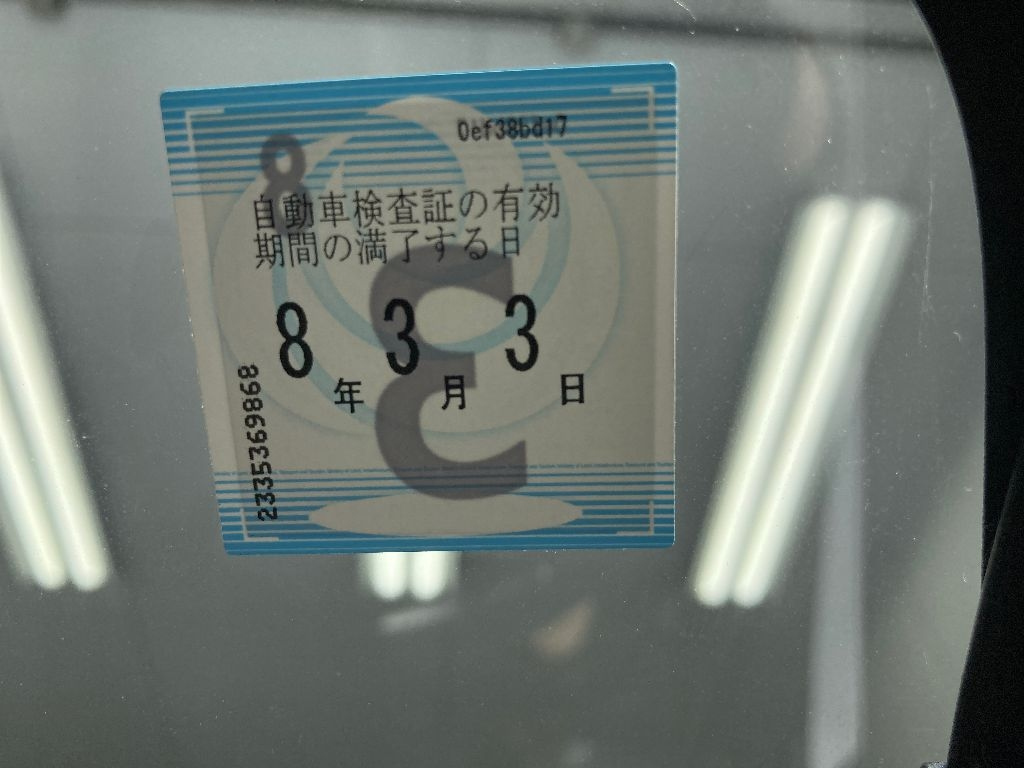 0ef38bd17
8
自動車検査証の有効
期間の満了する日
8年3月3日
3
2335369868